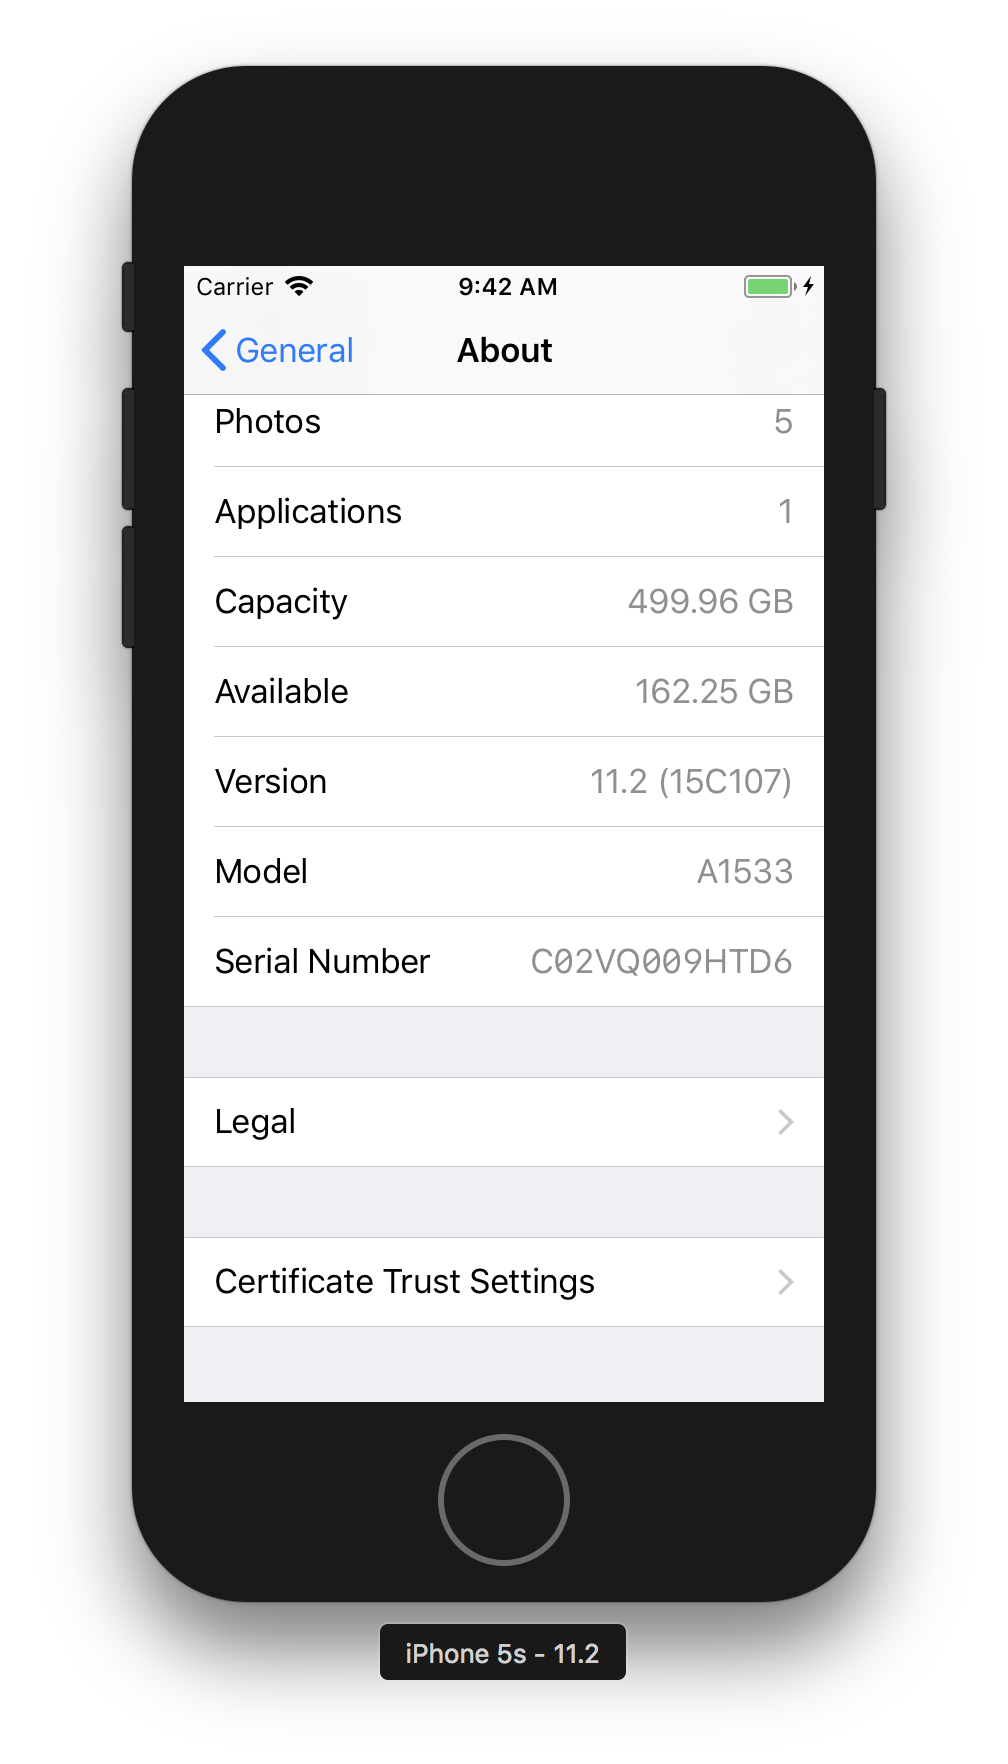 Carrier 9:42 AM
General About
Photos 5
Applications 1
Capacity 499.96 GB
Available 162.25 GB
Version 11.2 (15C107)
Model A1533
Serial Number C02VQ009HTD6
Legal
Certificate Trust Settings
iPhone 5s - 11.2